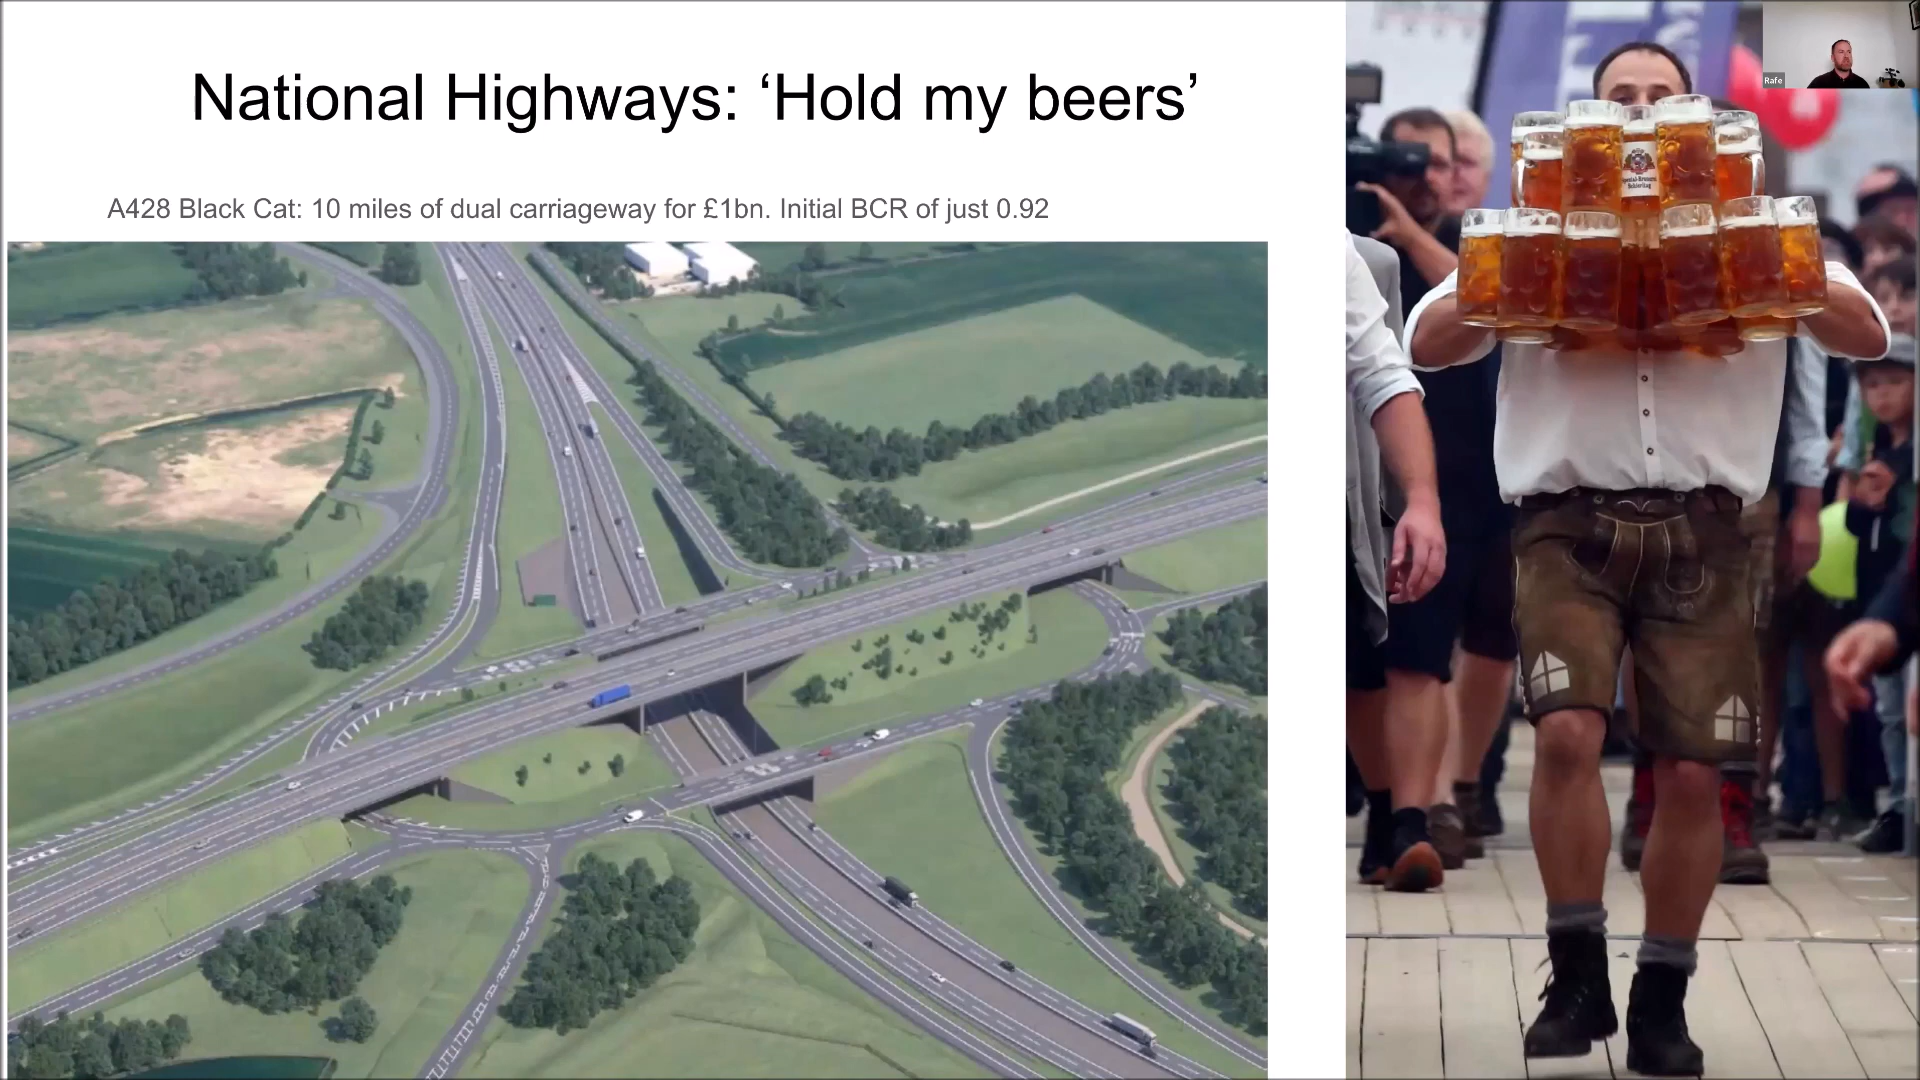 National Highways: ‘Hold my beers’
A428 Black Cat: 10 miles of dual carriageway for £1bn. Initial BCR of just 0.92
Rafe